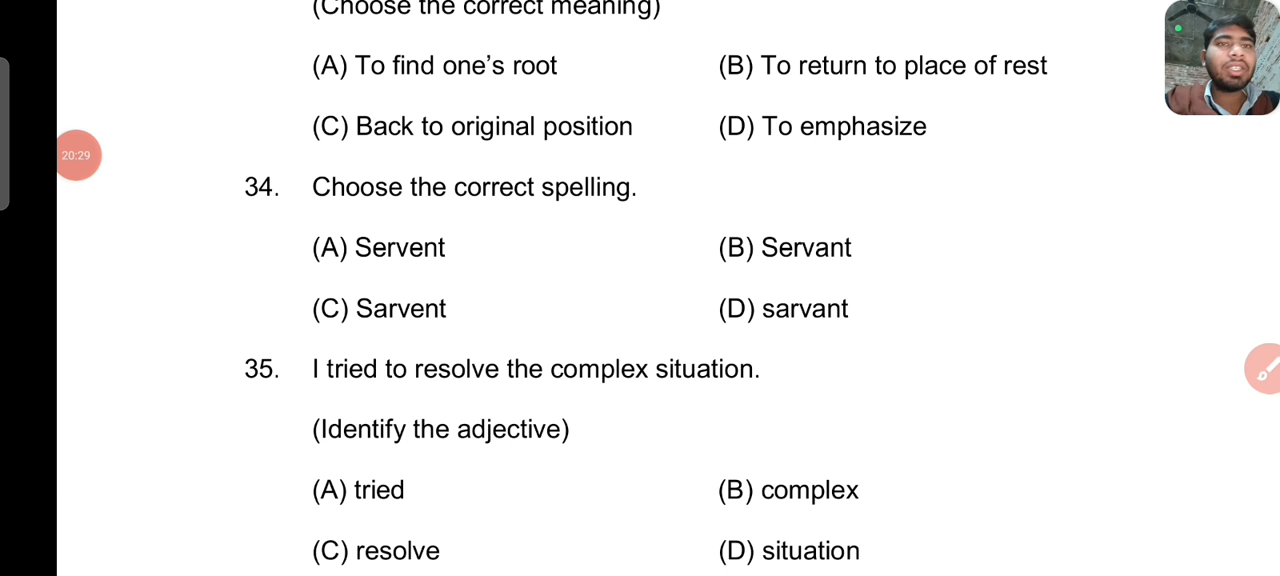 (Choose the correct meaning)
(A) To find one’s root (B) To return to place of rest
(C) Back to original position (D) To emphasize
20:29
34. Choose the correct spelling.
(A) Servent (B) Servant
(C) Sarvent (D) sarvant
35. I tried to resolve the complex situation.
(Identify the adjective)
(A) tried (B) complex
(C) resolve (D) situation